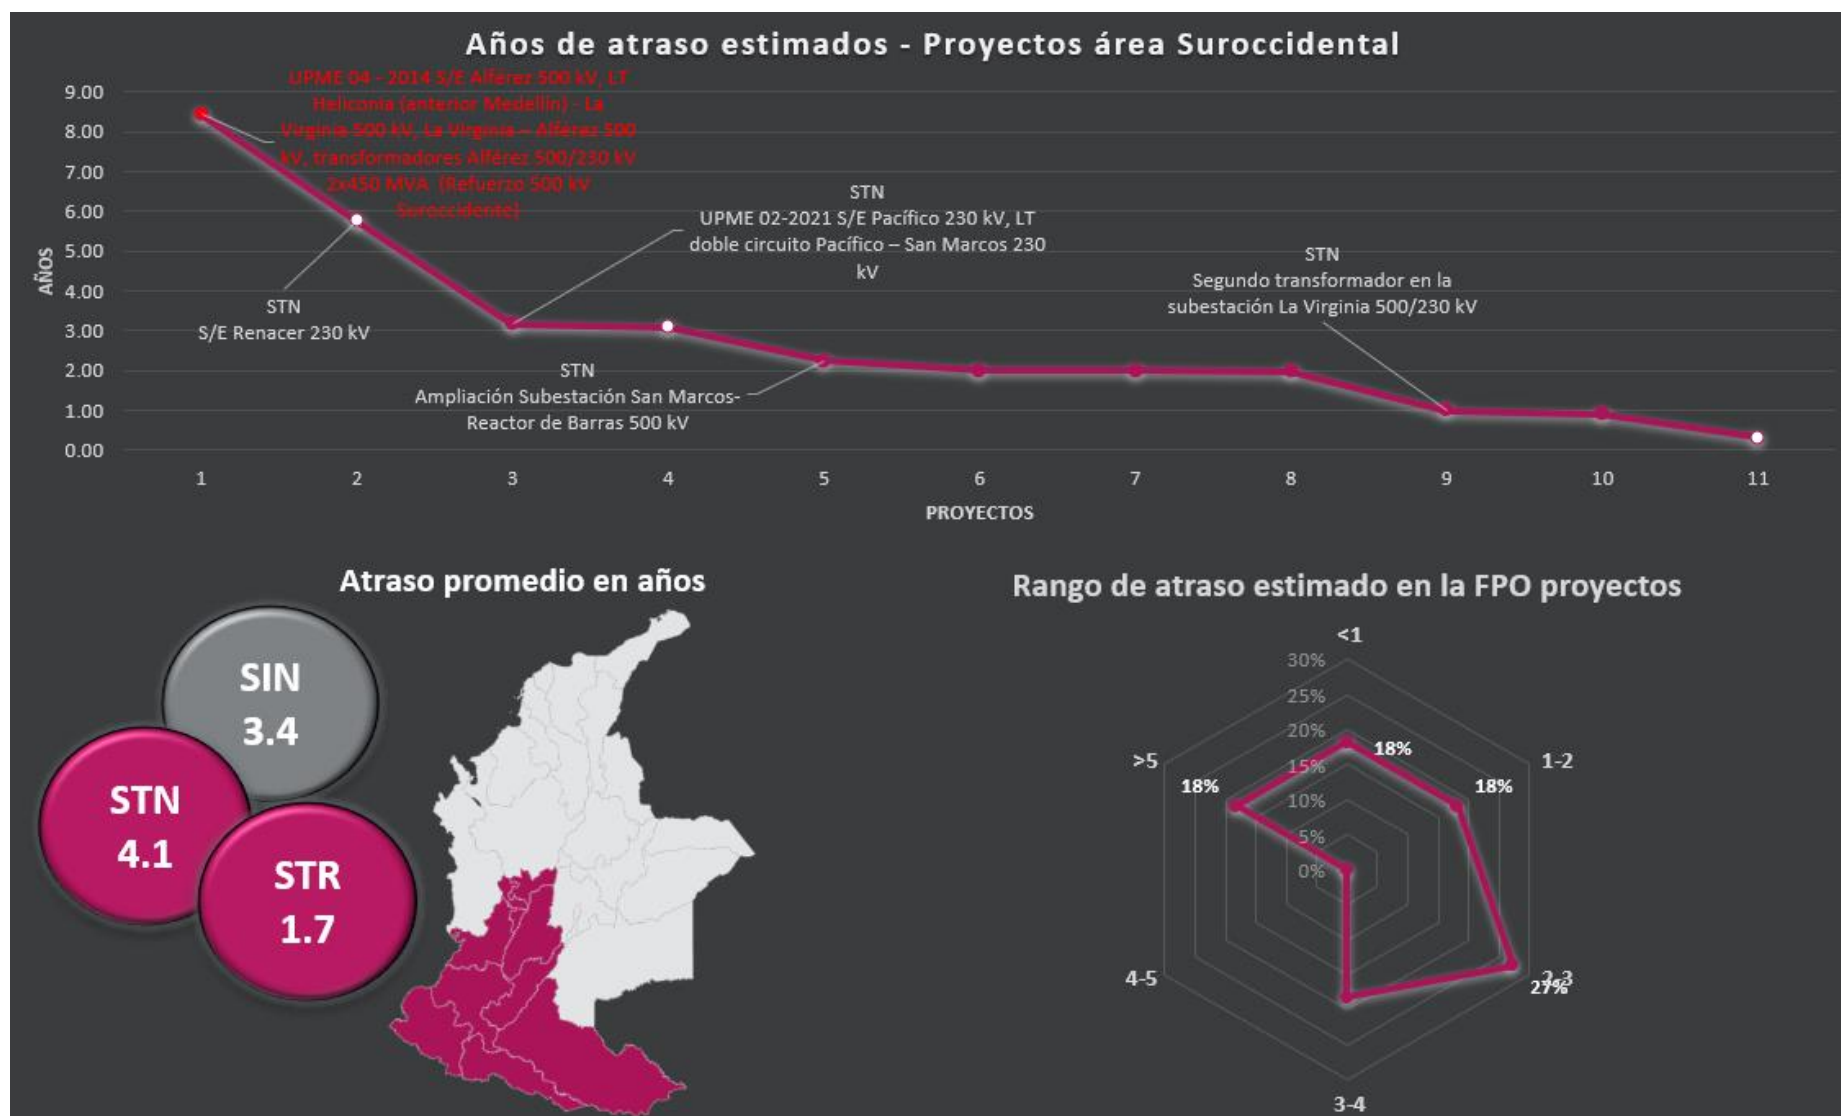 Años de atraso estimados - Proyectos área Suroccidental
UPME 04 - 2014 S/E Alférez 500 kV, LT
Heliconia (anterior Medellín) - La
Virginia 500 kV, La Virginia – Alférez 500
kV, transformadores Alférez 500/230 kV
2x450 MVA (Refuerzo 500 kV
Suroccidente)
9.00
8.00
7.00
6.00
5.00
4.00
3.00
2.00
1.00
0.00
AÑOS
STN
S/E Renacer 230 kV
STN
UPME 02-2021 S/E Pacífico 230 kV, LT
doble circuito Pacífico – San Marcos 230
kV
STN
Ampliación Subestación San Marcos-
Reactor de Barras 500 kV
STN
Segundo transformador en la
subestación La Virginia 500/230 kV
1 2 3 4 5 6 7 8 9 10 11
PROYECTOS
Atraso promedio en años
SIN
3.4
STN
4.1
STR
1.7
Rango de atraso estimado en la FPO proyectos
<1
30%
25%
20%
15%
10%
5%
0%
18%
1-2
18%
2-3
27%
3-4
4-5
>5
18%